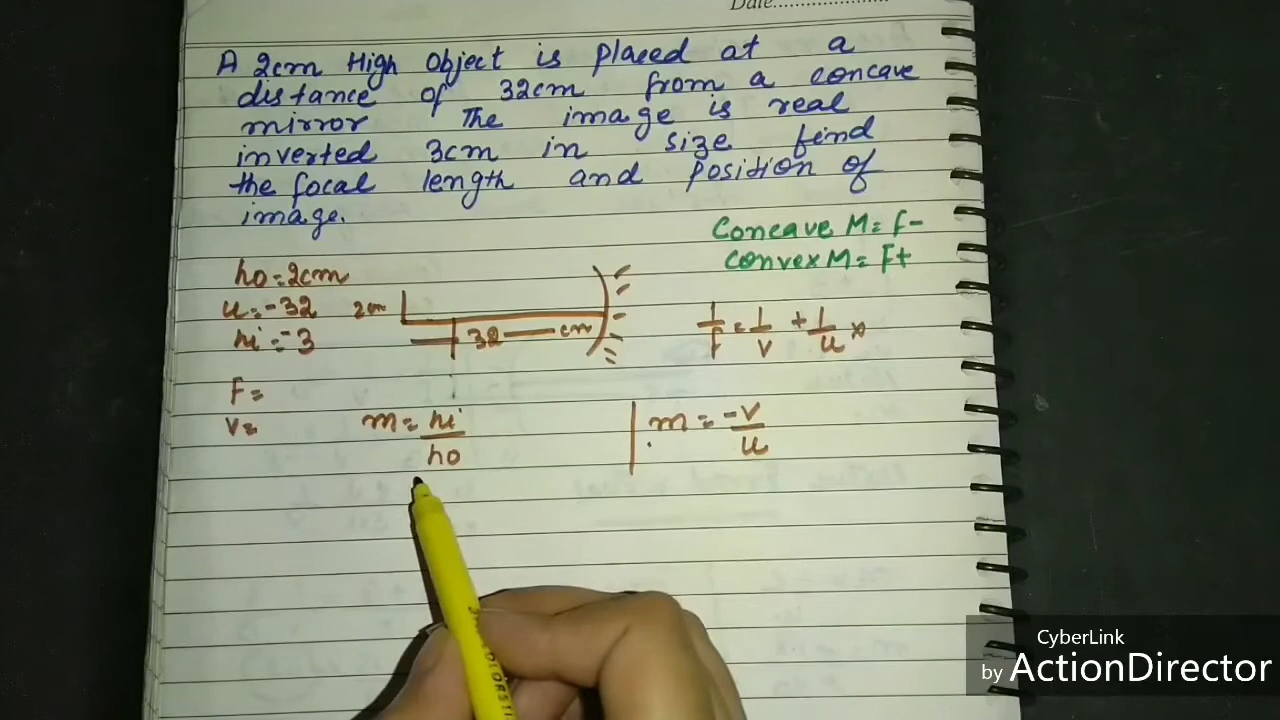 Date......................
A 2cm High Object is placed at a
distance of 32cm from a concave
mirror The image is real
inverted 3cm in size find
the focal length and position of
image.
Concave M= f-
convex M= F+
ho=2cm
u=-32
hi=-3
2cm
32 cm
1/f = 1/v + 1/u
F=
v=
m= hi/ho
m = -v/u
CyberLink
by ActionDirector